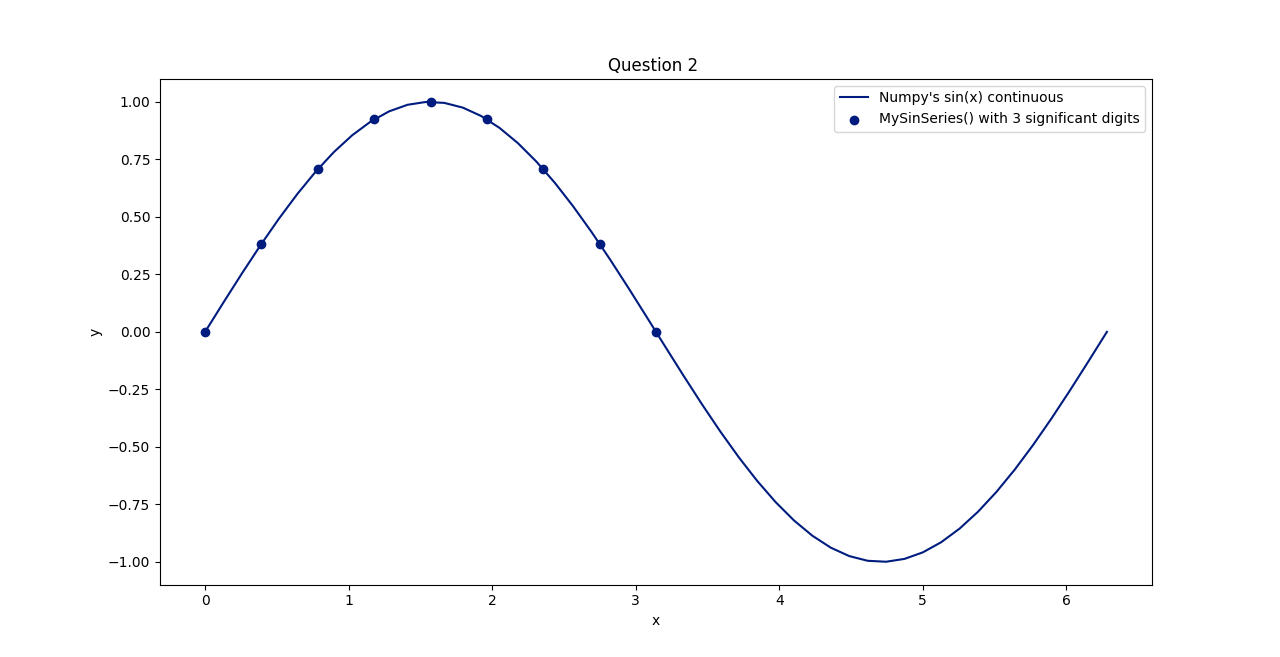 Question 2
Numpy's sin(x) continuous
MySinSeries() with 3 significant digits
1.00
0.75
0.50
0.25
0.00
−0.25
−0.50
−0.75
−1.00
y
0 1 2 3 4 5 6
x